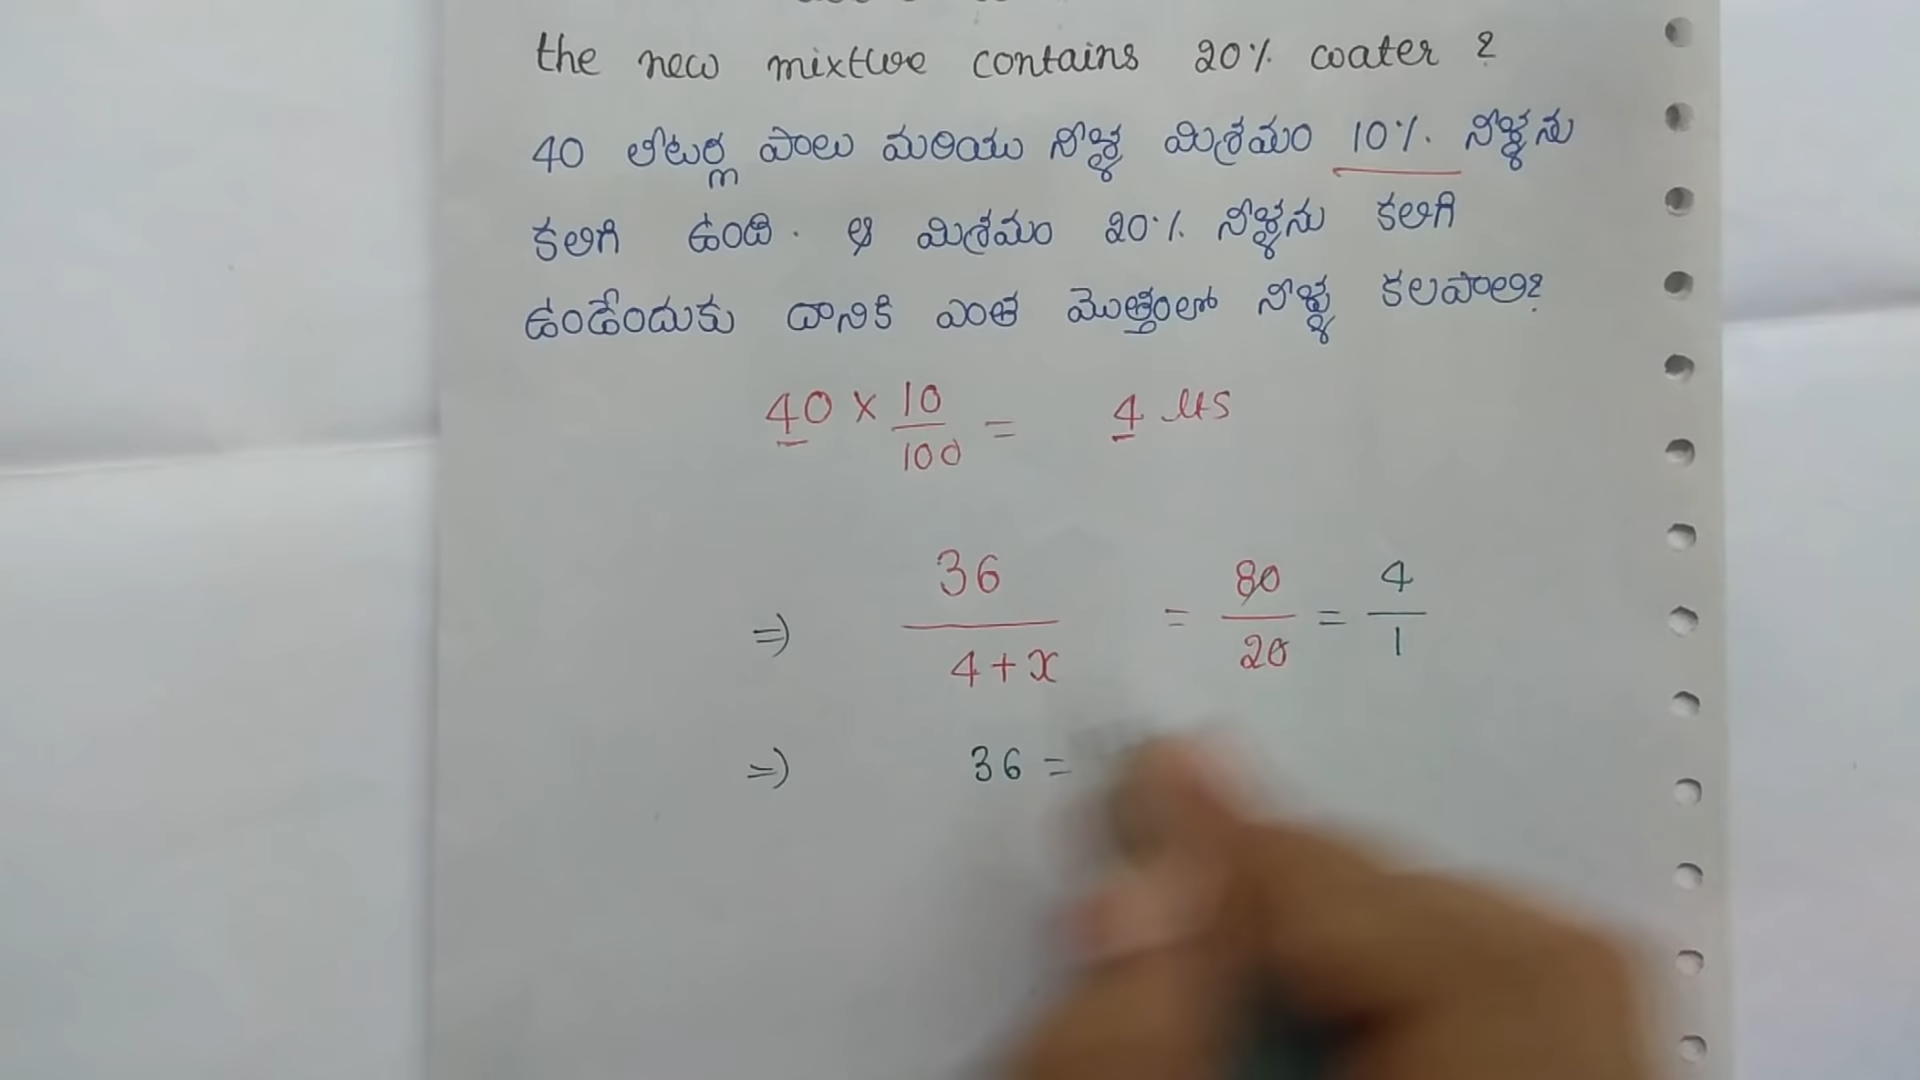 the new mixture contains 20% water ?
40 లీటర్ల పాలు మరియు నీళ్ళ మిశ్రమం 10% నీళ్ళను
కలిగి ఉంది. ఆ మిశ్రమం 20% నీళ్ళను కలిగి
ఉండేందుకు దానికి ఎంత మొత్తంలో నీళ్ళు కలపాలి?
40 × 10/100 = 4 lts
⇒ 36/(4+x) = 80/20 = 4/1
⇒ 36 =